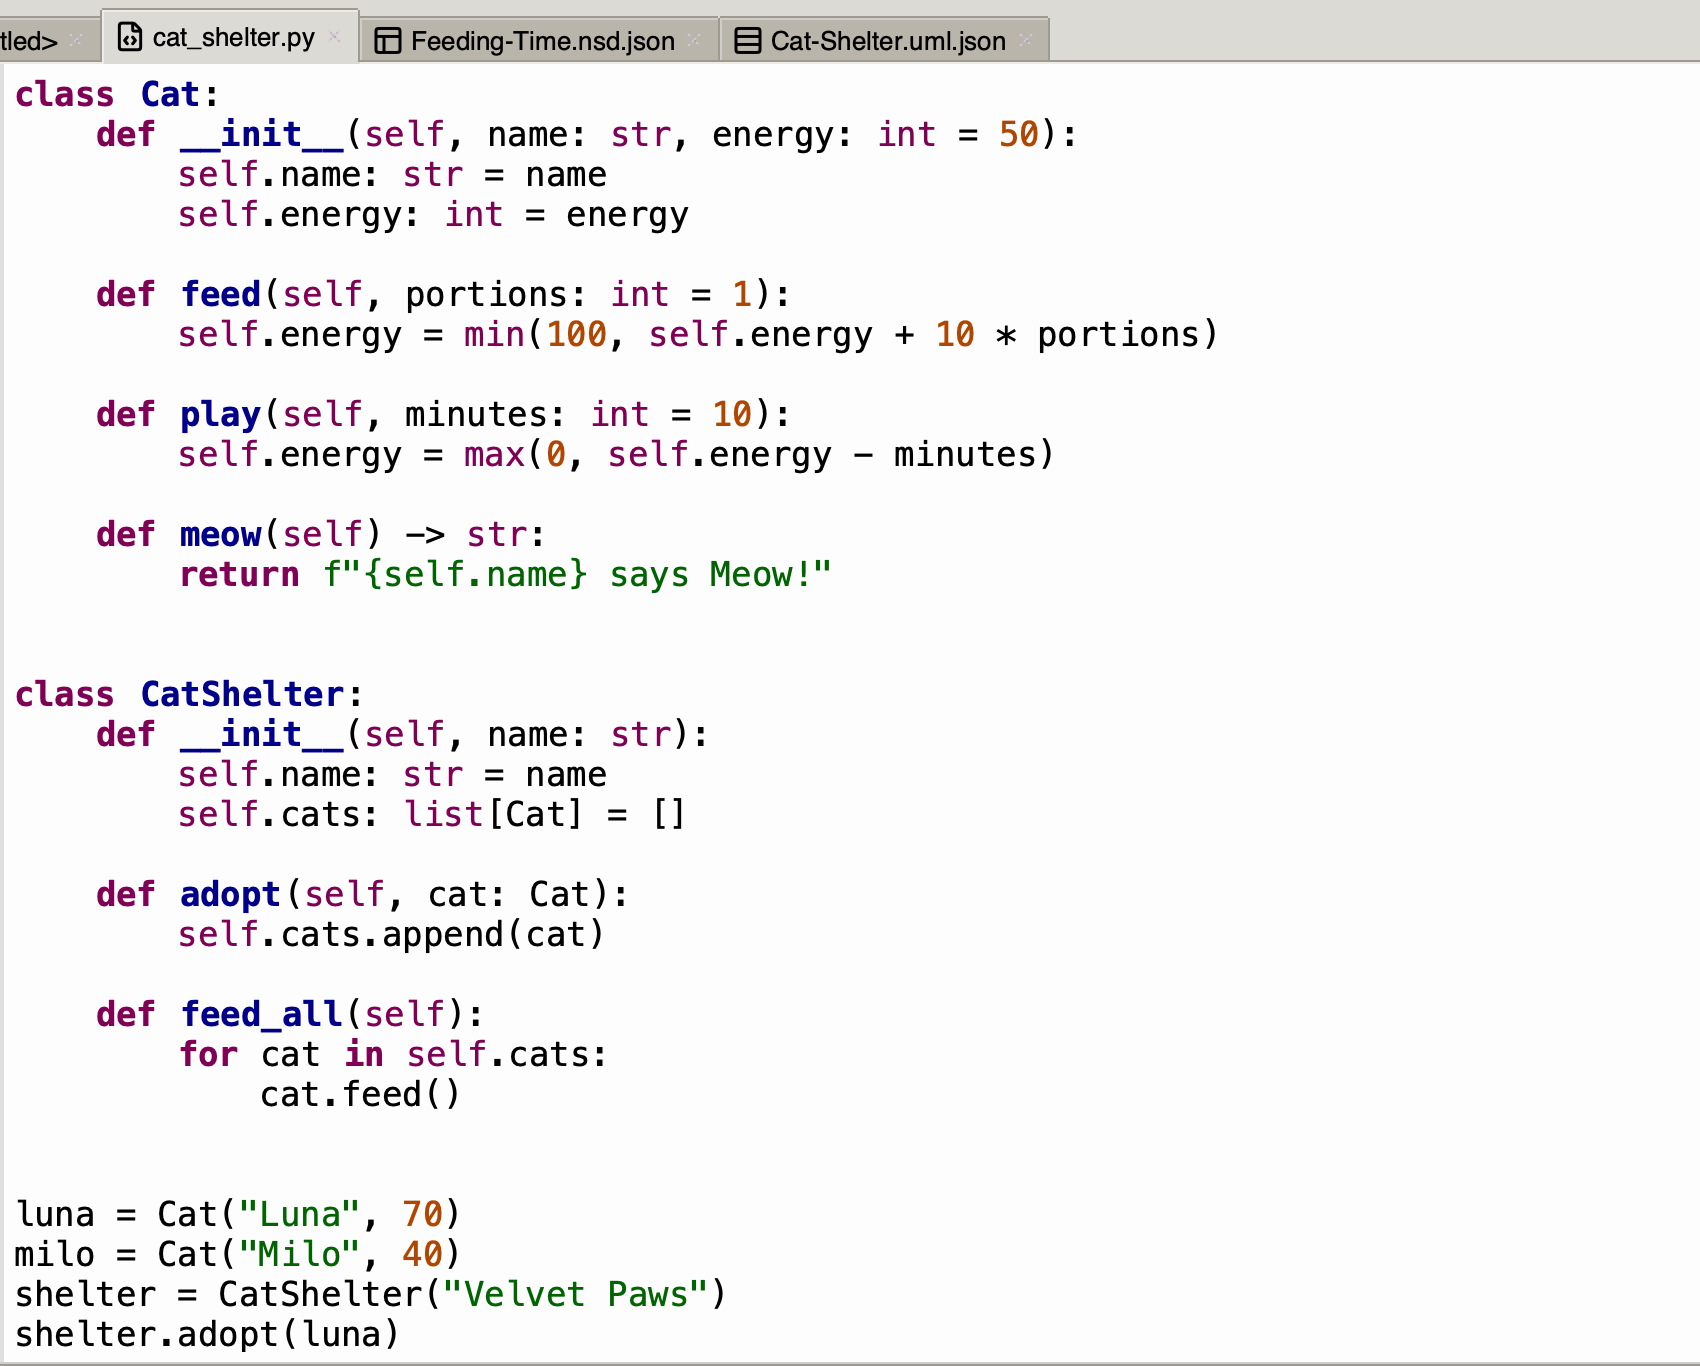 tled>
cat_shelter.py
Feeding-Time.nsd.json
Cat-Shelter.uml.json
class Cat:
    def __init__(self, name: str, energy: int = 50):
        self.name: str = name
        self.energy: int = energy

    def feed(self, portions: int = 1):
        self.energy = min(100, self.energy + 10 * portions)

    def play(self, minutes: int = 10):
        self.energy = max(0, self.energy - minutes)

    def meow(self) -> str:
        return f"{self.name} says Meow!"


class CatShelter:
    def __init__(self, name: str):
        self.name: str = name
        self.cats: list[Cat] = []

    def adopt(self, cat: Cat):
        self.cats.append(cat)

    def feed_all(self):
        for cat in self.cats:
            cat.feed()


luna = Cat("Luna", 70)
milo = Cat("Milo", 40)
shelter = CatShelter("Velvet Paws")
shelter.adopt(luna)